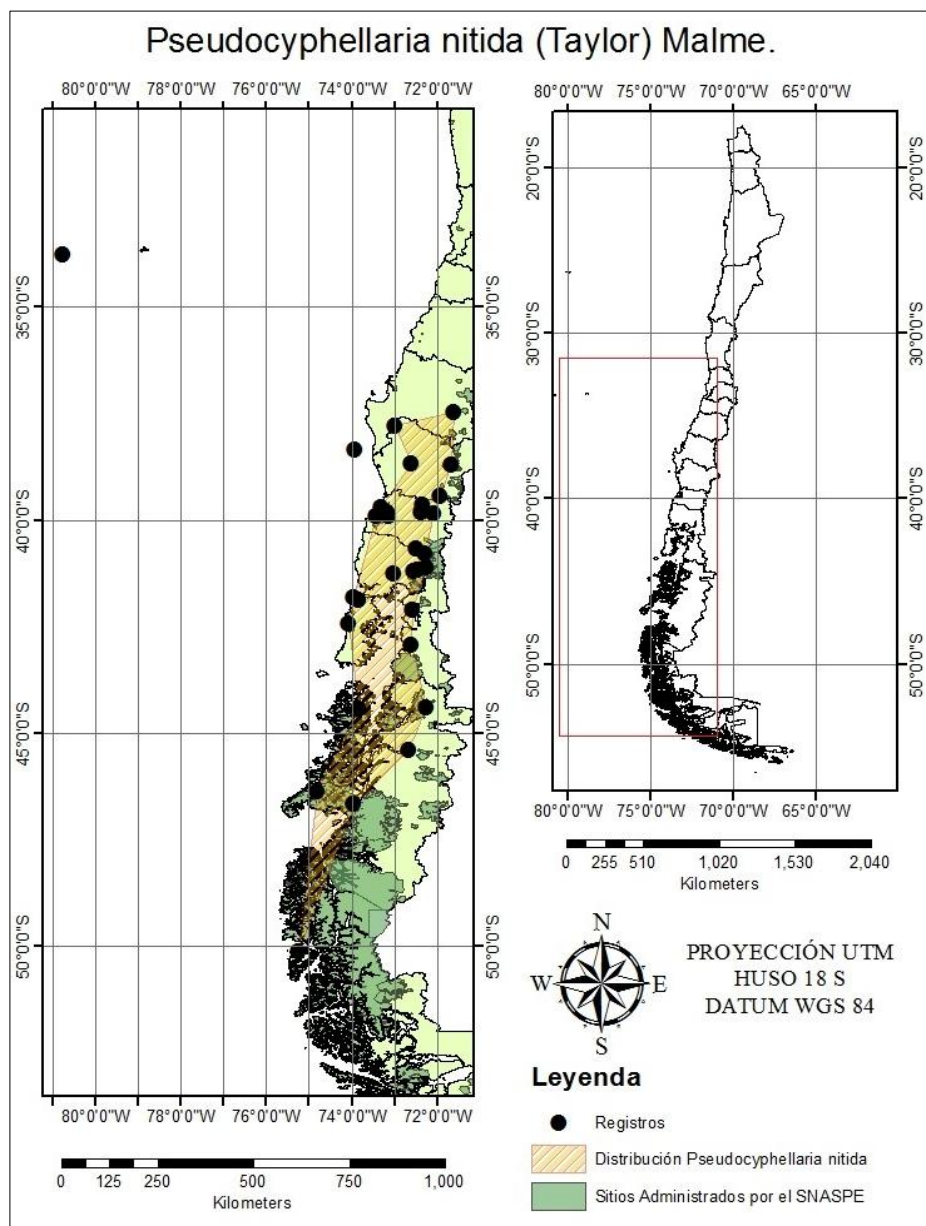 Pseudocyphellaria nitida (Taylor) Malme.
80°0'0"W 78°0'0"W 76°0'0"W 74°0'0"W 72°0'0"W
35°0'0"S 35°0'0"S
40°0'0"S 40°0'0"S
45°0'0"S 45°0'0"S
50°0'0"S 50°0'0"S
80°0'0"W 78°0'0"W 76°0'0"W 74°0'0"W 72°0'0"W
0 125 250 500 750 1,000
Kilometers
80°0'0"W 75°0'0"W 70°0'0"W 65°0'0"W
20°0'0"S 20°0'0"S
30°0'0"S 30°0'0"S
40°0'0"S 40°0'0"S
50°0'0"S 50°0'0"S
80°0'0"W 75°0'0"W 70°0'0"W 65°0'0"W
0 255 510 1,020 1,530 2,040
Kilometers
N
W E
S
PROYECCIÓN UTM
HUSO 18 S
DATUM WGS 84
Leyenda
Registros
Distribución Pseudocyphellaria nitida
Sitios Administrados por el SNASPE